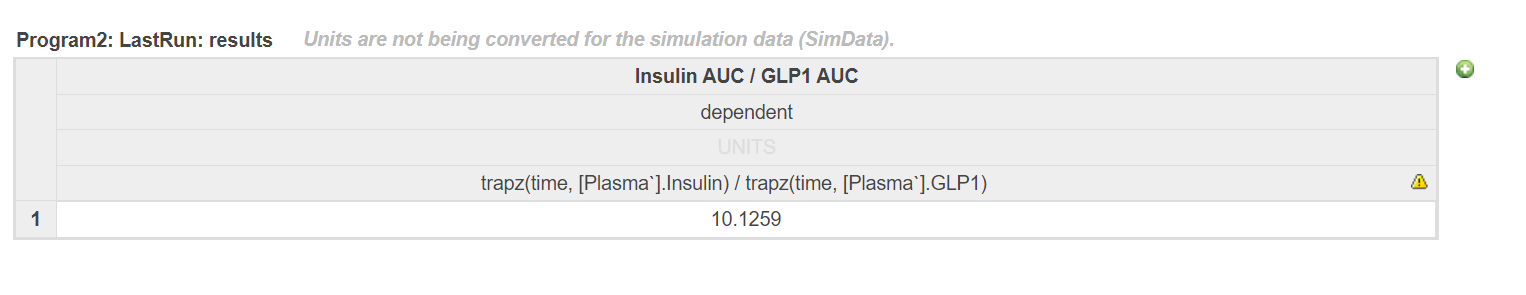 Program2: LastRun: results Units are not being converted for the simulation data (SimData).
Insulin AUC / GLP1 AUC
dependent
UNITS
trapz(time, [Plasma`].Insulin) / trapz(time, [Plasma`].GLP1)
1 10.1259